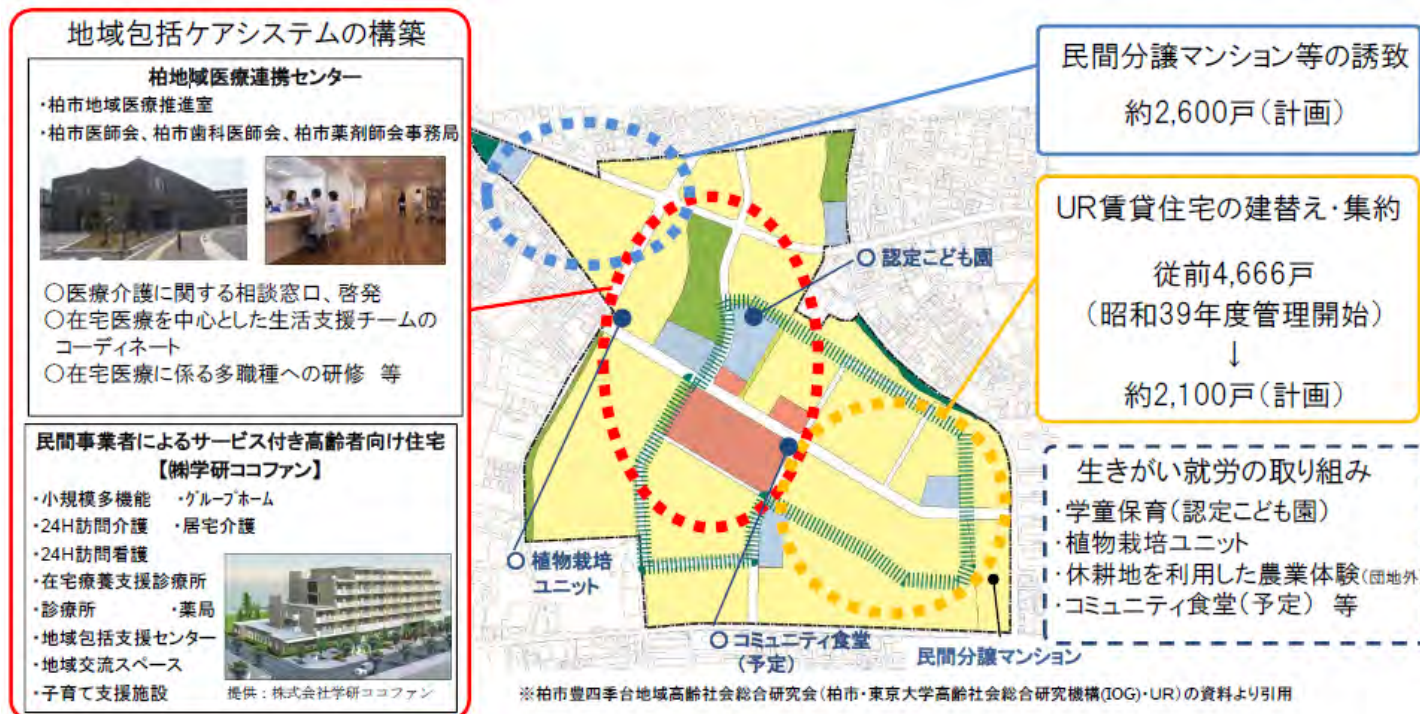 地域包括ケアシステムの構築
柏地域医療連携センター
・柏市地域医療推進室
・柏市医師会、柏市歯科医師会、柏市薬剤師会事務局
○医療介護に関する相談窓口、啓発
○在宅医療を中心とした生活支援チームの
コーディネート
○在宅医療に係る多職種への研修 等
民間事業者によるサービス付き高齢者向け住宅
【㈱学研ココファン】
・小規模多機能 ・グループホーム
・24H訪問介護 ・居宅介護
・24H訪問看護
・在宅療養支援診療所
・診療所 ・薬局
・地域包括支援センター
・地域交流スペース
・子育て支援施設
提供：株式会社学研ココファン
○認定こども園
○植物栽培
ユニット
○コミュニティ食堂
(予定)
民間分譲マンション
民間分譲マンション等の誘致
約2,600戸(計画)
UR賃貸住宅の建替え・集約
従前4,666戸
(昭和39年度管理開始)
↓
約2,100戸(計画)
生きがい就労の取り組み
・学童保育(認定こども園)
・植物栽培ユニット
・休耕地を利用した農業体験(団地外
・コミュニティ食堂(予定) 等
※柏市豊四季台地域高齢社会総合研究会(柏市・東京大学高齢社会総合研究機構(IOG)・UR)の資料より引用